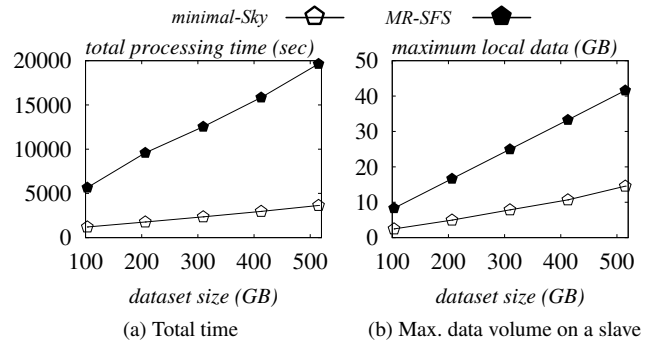 minimal-Sky MR-SFS
total processing time (sec)
20000
15000
10000
5000
0
100 200 300 400 500
dataset size (GB)
(a) Total time
maximum local data (GB)
50
40
30
20
10
0
100 200 300 400 500
dataset size (GB)
(b) Max. data volume on a slave